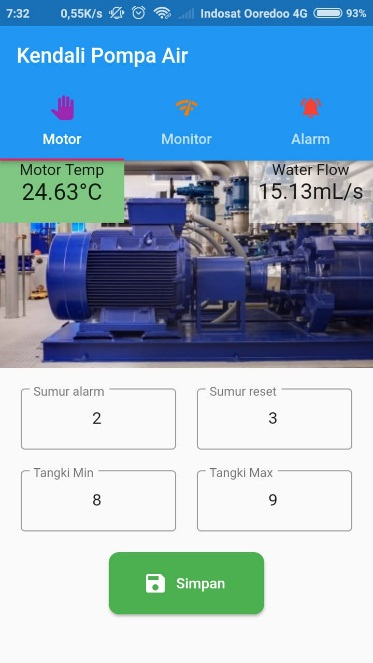 7:32 0,55K/s Indosat Ooredoo 4G 93%
Kendali Pompa Air
Motor Monitor Alarm
Motor Temp Water Flow
24.63°C 15.13mL/s
Sumur alarm Sumur reset
2 3
Tangki Min Tangki Max
8 9
Simpan